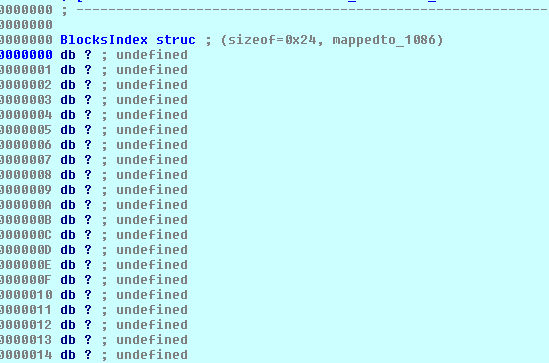 0000000 ; ---------------------------------------------------------------
0000000
0000000 BlocksIndex struc ; (sizeof=0x24, mappedto_1086)
0000000 db ? ; undefined
0000001 db ? ; undefined
0000002 db ? ; undefined
0000003 db ? ; undefined
0000004 db ? ; undefined
0000005 db ? ; undefined
0000006 db ? ; undefined
0000007 db ? ; undefined
0000008 db ? ; undefined
0000009 db ? ; undefined
000000A db ? ; undefined
000000B db ? ; undefined
000000C db ? ; undefined
000000D db ? ; undefined
000000E db ? ; undefined
000000F db ? ; undefined
0000010 db ? ; undefined
0000011 db ? ; undefined
0000012 db ? ; undefined
0000013 db ? ; undefined
0000014 db ? ; undefined